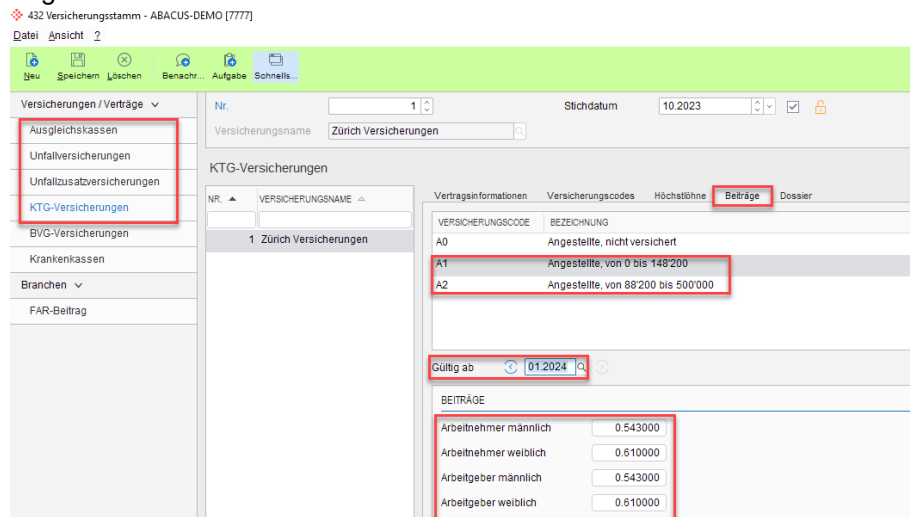 432 Versicherungsstamm - ABACUS-DEMO [7777]
Datei Ansicht ?
Neu Speichern Löschen Benachr... Aufgabe Schnells...
Versicherungen / Verträge
Nr. 1 Stichdatum 10.2023
Ausgleichskassen
Versicherungsname Zürich Versicherungen
Unfallversicherungen
KTG-Versicherungen
Unfallzusatzversicherungen
NR. VERSICHERUNGSNAME Vertragsinformationen Versicherungscodes Höchstlöhne Beiträge Dossier
KTG-Versicherungen
VERSICHERUNGSCODE BEZEICHNUNG
BVG-Versicherungen
1 Zürich Versicherungen A0 Angestellte, nicht versichert
Krankenkassen
A1 Angestellte, von 0 bis 148'200
Branchen
A2 Angestellte, von 88'200 bis 500'000
FAR-Beitrag
Gültig ab 01.2024
BEITRÄGE
Arbeitnehmer männlich 0.543000
Arbeitnehmer weiblich 0.610000
Arbeitgeber männlich 0.543000
Arbeitgeber weiblich 0.610000